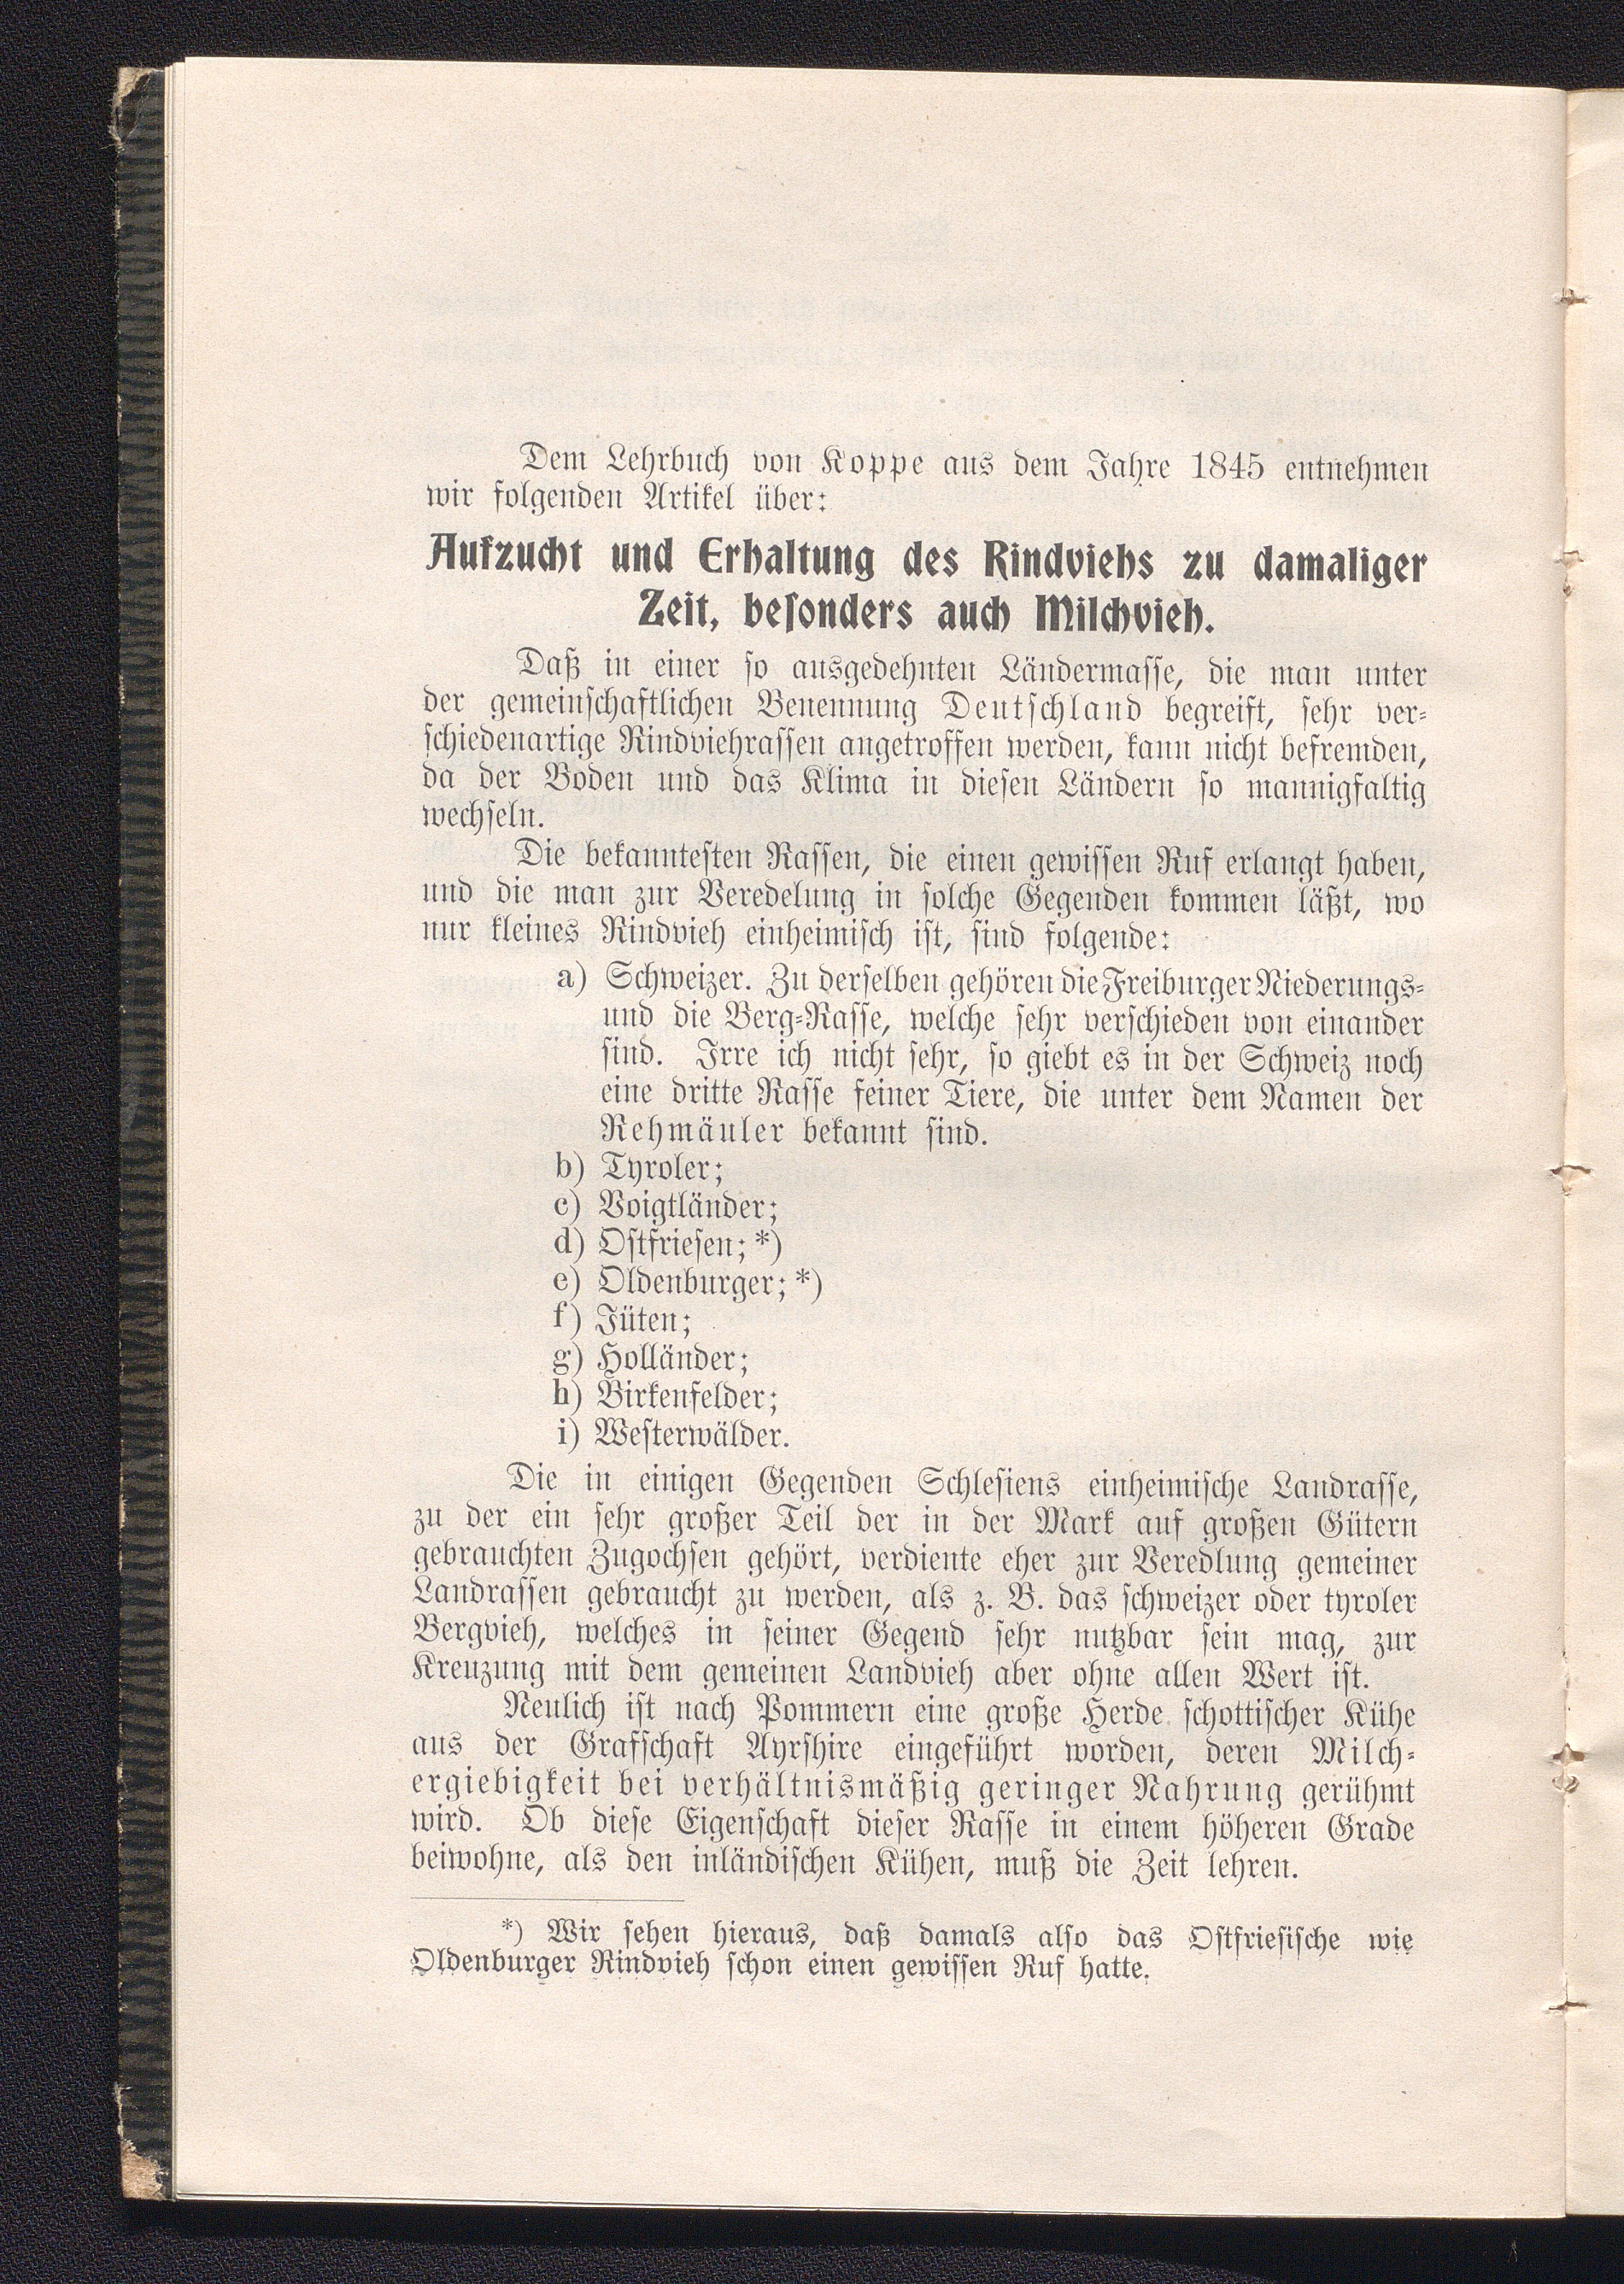 Dem Lehrbuch von Koppe aus dem Jahre 1845 entnehmen
wir folgenden Artikel über:
Aufzucht und Erhaltung des Rindviehs zu damaliger
Zeit, besonders auch Milchvieh.
Daß in einer so ausgedehnten Ländermasse, die man unter
der gemeinschaftlichen Benennung Deutschland begreift, sehr ver-
schiedenartige Rindviehrassen angetroffen werden, kann nicht befremden,
da der Boden und das Klima in diesen Ländern so mannigfaltig
wechseln.
Die bekanntesten Rassen, die einen gewissen Ruf erlangt haben,
und die man zur Veredelung in solche Gegenden kommen läßt, wo
nur kleines Rindvieh einheimisch ist, sind folgende:
a) Schweizer. Zu derselben gehören die Freiburger Niederungs-
und die Berg-Rasse, welche sehr verschieden von einander
sind. Irre ich nicht sehr, so giebt es in der Schweiz noch
eine dritte Rasse feiner Tiere, die unter dem Namen der
Rehmäuler bekannt sind.
b) Tyroler;
c) Voigtländer;
d) Ostfriesen; *)
e) Oldenburger; *)
f) Jüten;
g) Holländer;
h) Birkenfelder;
i) Westerwälder.
Die in einigen Gegenden Schlesiens einheimische Landrasse,
zu der ein sehr großer Teil der in der Mark auf großen Gütern
gebrauchten Zugochsen gehört, verdiente eher zur Veredlung gemeiner
Landrassen gebraucht zu werden, als z. B. das schweizer oder tyroler
Bergvieh, welches in seiner Gegend sehr nutzbar sein mag, zur
Kreuzung mit dem gemeinen Landvieh aber ohne allen Wert ist.
Neulich ist nach Pommern eine große Herde schottischer Kühe
aus der Grafschaft Ayrshire eingeführt worden, deren Milch-
ergiebigkeit bei verhältnismäßig geringer Nahrung gerühmt
wird. Ob diese Eigenschaft dieser Rasse in einem höheren Grade
beiwohne, als den inländischen Kühen, muß die Zeit lehren.
*) Wir sehen hieraus, daß damals also das Ostfriesische wie
Oldenburger Rindvieh schon einen gewissen Ruf hatte.